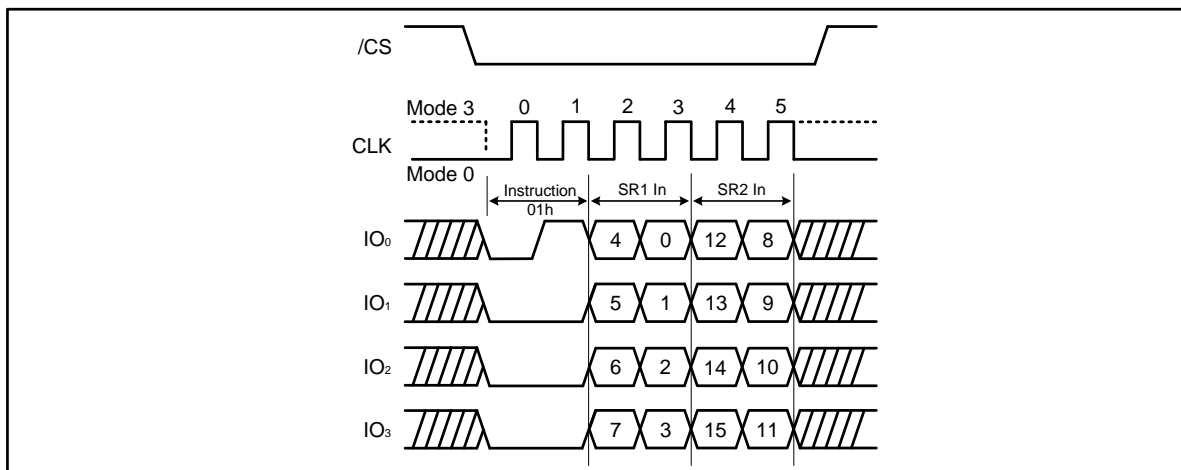 /CS
Mode 3 0 1 2 3 4 5
CLK
Mode 0
Instruction SR1 In SR2 In
01h
IO₀ 4 0 12 8
IO₁ 5 1 13 9
IO₂ 6 2 14 10
IO₃ 7 3 15 11